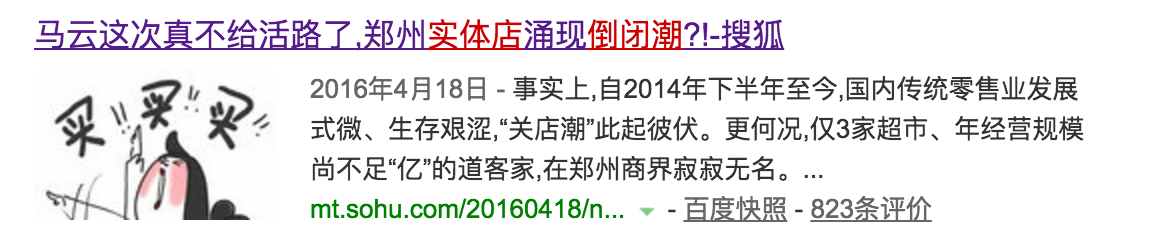 马云这次真不给活路了,郑州实体店涌现倒闭潮?!-搜狐
买!! 买!! 买!!
2016年4月18日 - 事实上,自2014年下半年至今,国内传统零售业发展
式微、生存艰涩,“关店潮”此起彼伏。更何况,仅3家超市、年经营规模
尚不足“亿”的道客家,在郑州商界寂寂无名。...
mt.sohu.com/20160418/n... - 百度快照 - 823条评价